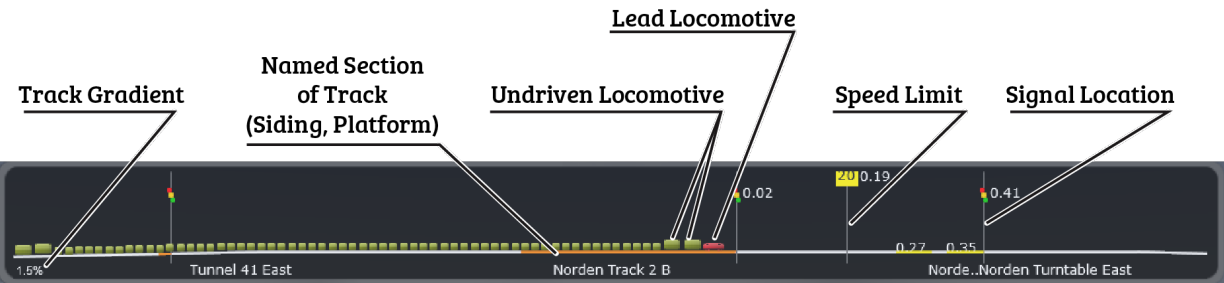 Lead Locomotive
Named Section
of Track
(Siding, Platform)
Track Gradient
Undriven Locomotive
Speed Limit
Signal Location
20 0.19
0.02
0.41
0.27
0.35
1.5%
Tunnel 41 East
Norden Track 2 B
Norde..Norden Turntable East